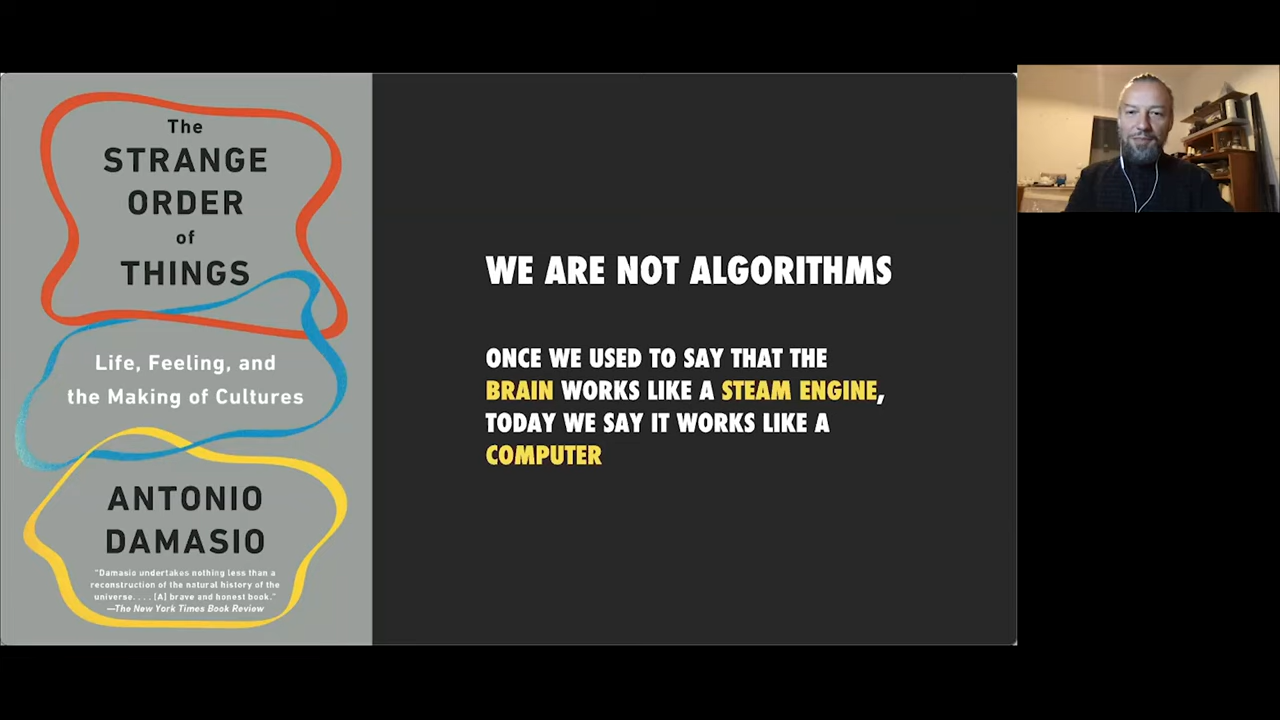 The
STRANGE
ORDER
of
THINGS
Life, Feeling, and
the Making of Cultures
ANTONIO
DAMASIO
"Damasio undertakes nothing less than a
reconstruction of the natural history of the
universe. . . . [A] brave and honest book."
—The New York Times Book Review
WE ARE NOT ALGORITHMS
ONCE WE USED TO SAY THAT THE
BRAIN WORKS LIKE A STEAM ENGINE,
TODAY WE SAY IT WORKS LIKE A
COMPUTER